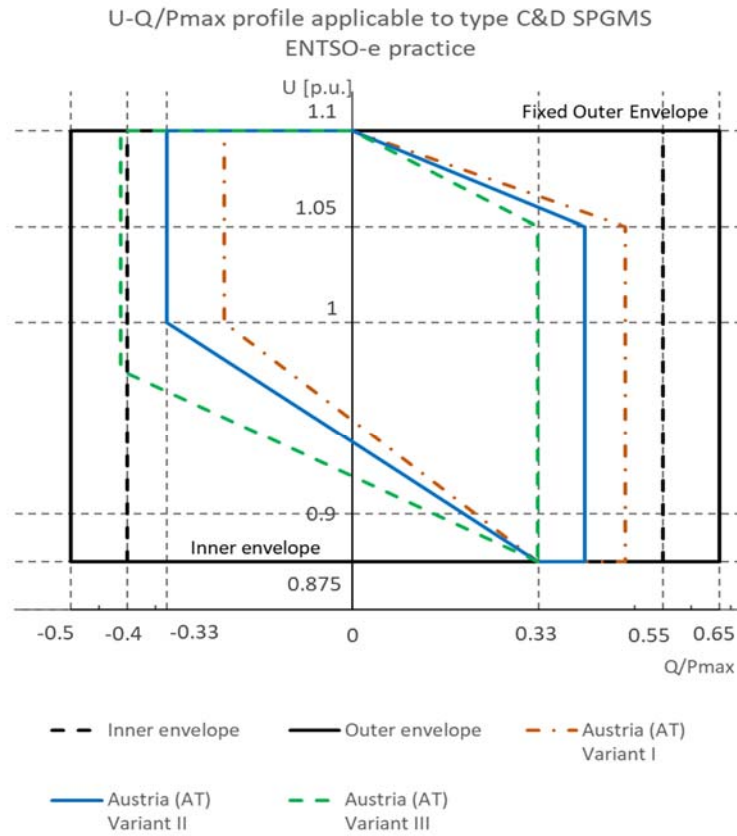 U-Q/Pmax profile applicable to type C&D SPGMS
ENTSO-e practice
U [p.u.]
1.1
Fixed Outer Envelope
1.05
1
0.9
Inner envelope
0.875
-0.5
-0.4
-0.33
0
0.33
0.55
0.65
Q/Pmax
Inner envelope
Outer envelope
Austria (AT)
Variant I
Austria (AT)
Variant II
Austria (AT)
Variant III